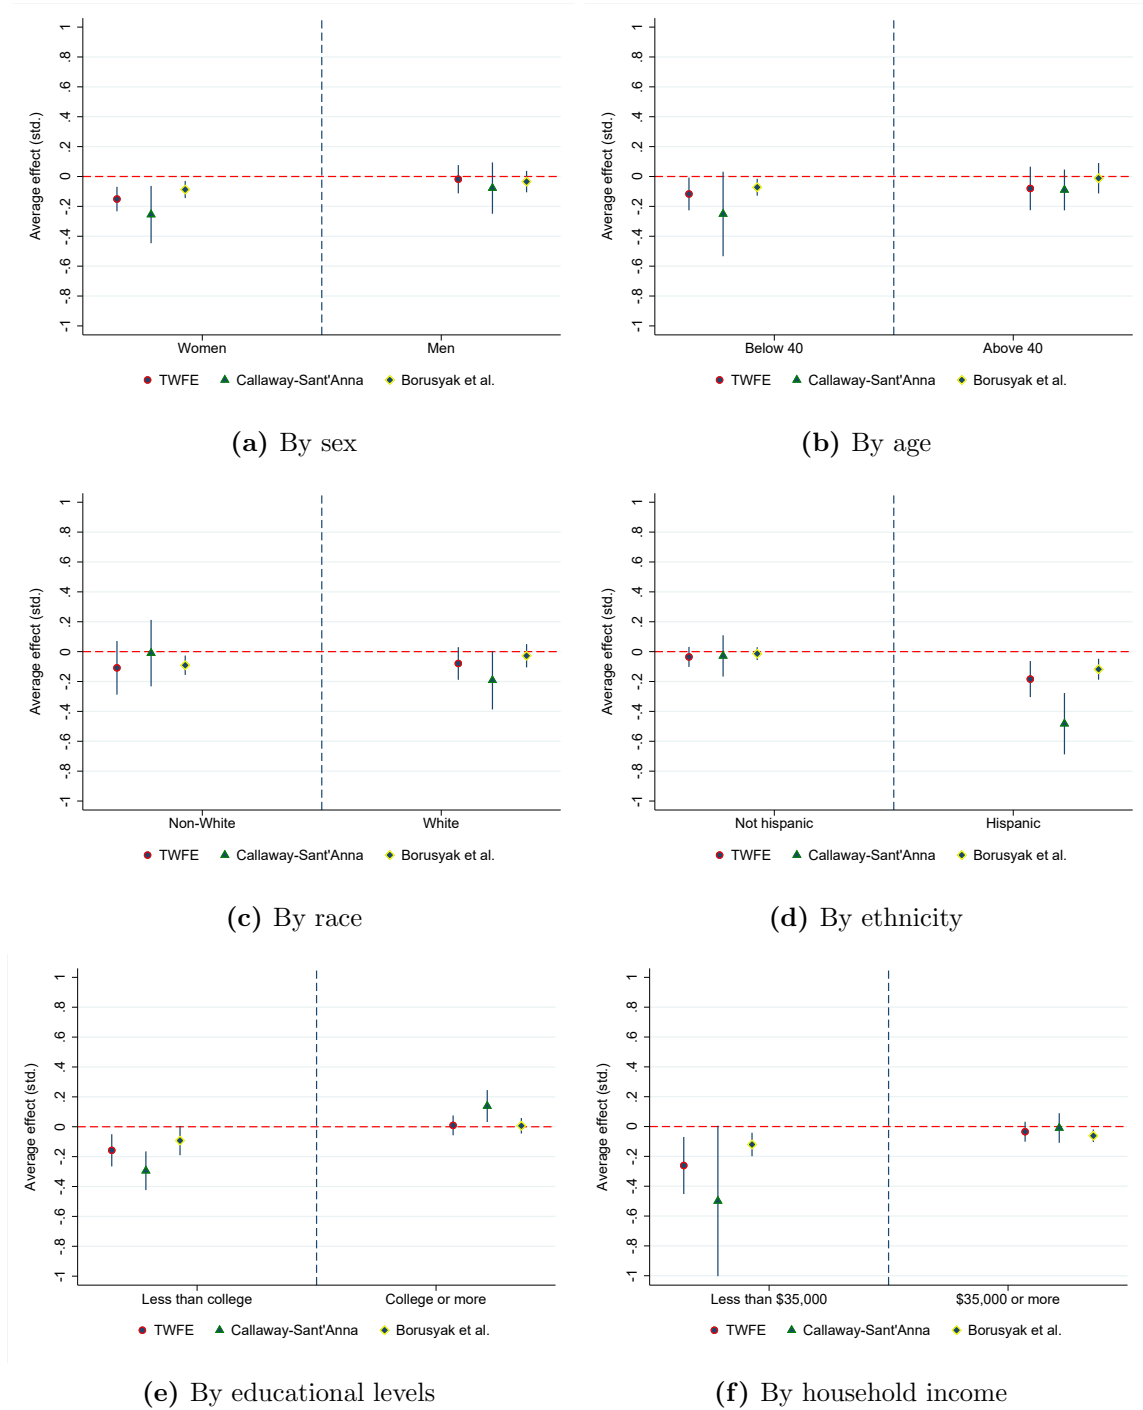 Average effect (std.)
1
.8
.6
.4
.2
0
-.2
-.4
-.6
-.8
-1
Women Men
TWFE Callaway-Sant'Anna Borusyak et al.
(a) By sex
Average effect (std.)
1
.8
.6
.4
.2
0
-.2
-.4
-.6
-.8
-1
Below 40 Above 40
TWFE Callaway-Sant'Anna Borusyak et al.
(b) By age
Average effect (std.)
1
.8
.6
.4
.2
0
-.2
-.4
-.6
-.8
-1
Non-White White
TWFE Callaway-Sant'Anna Borusyak et al.
(c) By race
Average effect (std.)
1
.8
.6
.4
.2
0
-.2
-.4
-.6
-.8
-1
Not hispanic Hispanic
TWFE Callaway-Sant'Anna Borusyak et al.
(d) By ethnicity
Average effect (std.)
1
.8
.6
.4
.2
0
-.2
-.4
-.6
-.8
-1
Less than college College or more
TWFE Callaway-Sant'Anna Borusyak et al.
(e) By educational levels
Average effect (std.)
1
.8
.6
.4
.2
0
-.2
-.4
-.6
-.8
-1
Less than $35,000 $35,000 or more
TWFE Callaway-Sant'Anna Borusyak et al.
(f) By household income